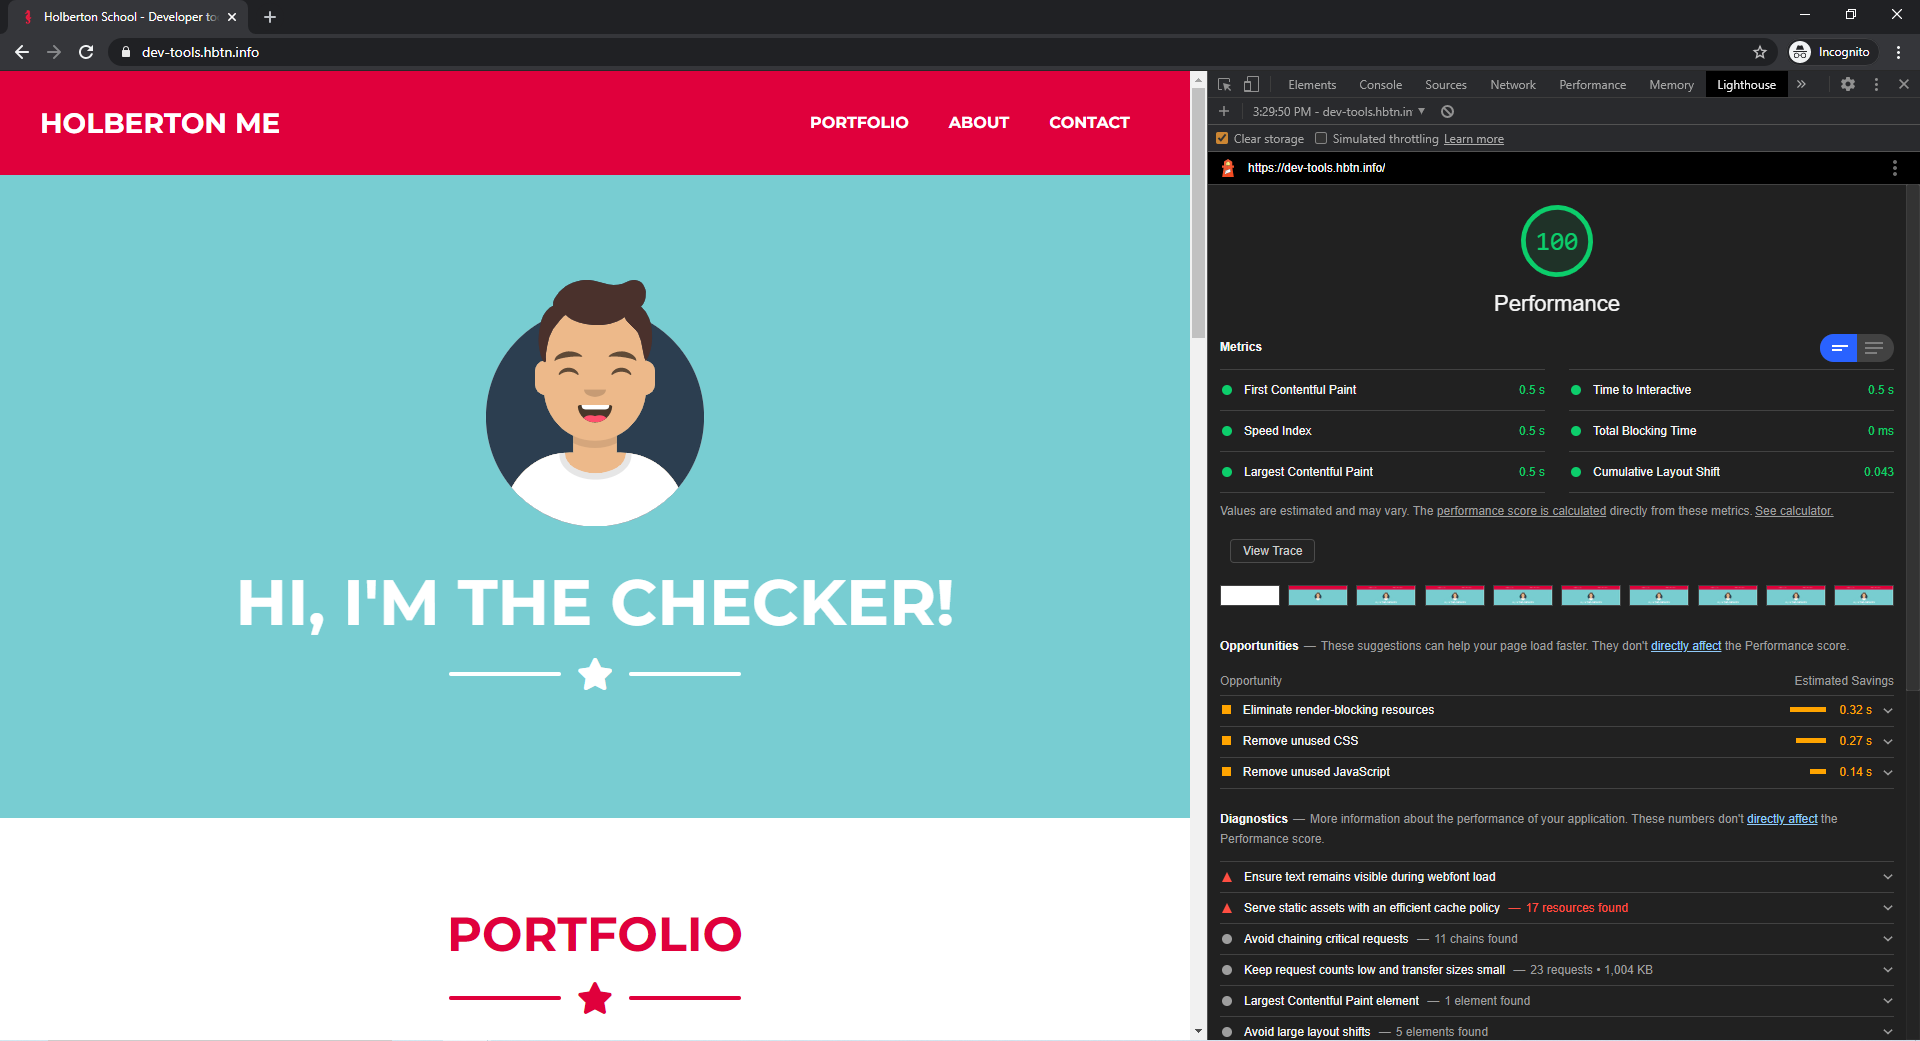 Holberton School - Developer to
dev-tools.hbtn.info
Incognito
HOLBERTON ME
PORTFOLIO
ABOUT
CONTACT
HI, I'M THE CHECKER!
PORTFOLIO
Elements Console Sources Network Performance Memory Lighthouse
3:29:50 PM - dev-tools.hbtn.in
Clear storage Simulated throttling Learn more
https://dev-tools.hbtn.info/
100
Performance
Metrics
First Contentful Paint 0.5 s
Time to Interactive 0.5 s
Speed Index 0.5 s
Total Blocking Time 0 ms
Largest Contentful Paint 0.5 s
Cumulative Layout Shift 0.043
Values are estimated and may vary. The performance score is calculated directly from these metrics. See calculator.
View Trace
Opportunities — These suggestions can help your page load faster. They don't directly affect the Performance score.
Opportunity Estimated Savings
Eliminate render-blocking resources 0.32 s
Remove unused CSS 0.27 s
Remove unused JavaScript 0.14 s
Diagnostics — More information about the performance of your application. These numbers don't directly affect the
Performance score.
Ensure text remains visible during webfont load
Serve static assets with an efficient cache policy — 17 resources found
Avoid chaining critical requests — 11 chains found
Keep request counts low and transfer sizes small — 23 requests • 1,004 KB
Largest Contentful Paint element — 1 element found
Avoid large layout shifts — 5 elements found